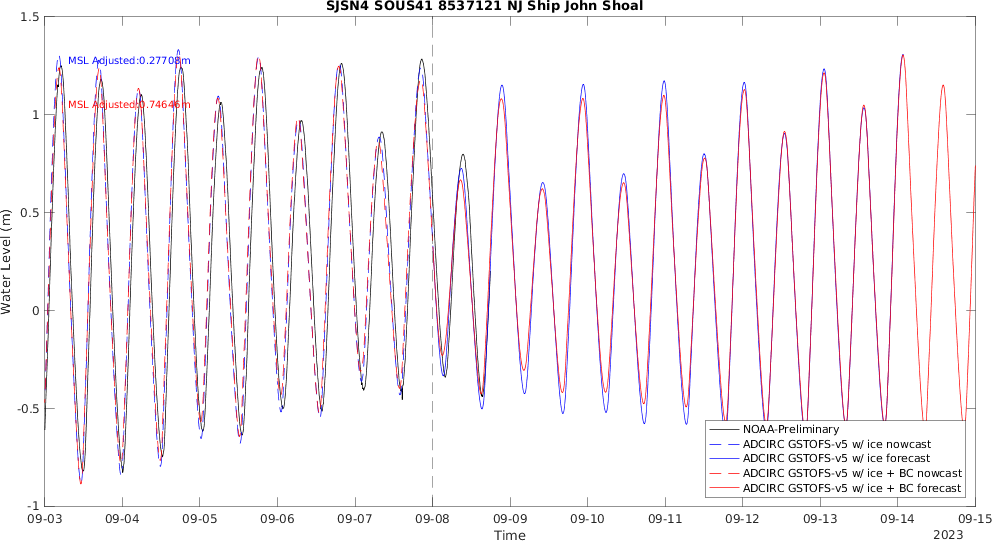 SJSN4 SOUS41 8537121 NJ Ship John Shoal
MSL Adjusted:0.27708m
MSL Adjusted:0.74646m
Water Level (m)
1.5
1
0.5
0
-0.5
-1
NOAA-Preliminary
ADCIRC GSTOFS-v5 w/ ice nowcast
ADCIRC GSTOFS-v5 w/ ice forecast
ADCIRC GSTOFS-v5 w/ ice + BC nowcast
ADCIRC GSTOFS-v5 w/ ice + BC forecast
09-03 09-04 09-05 09-06 09-07 09-08 09-09 09-10 09-11 09-12 09-13 09-14 09-15
Time
2023